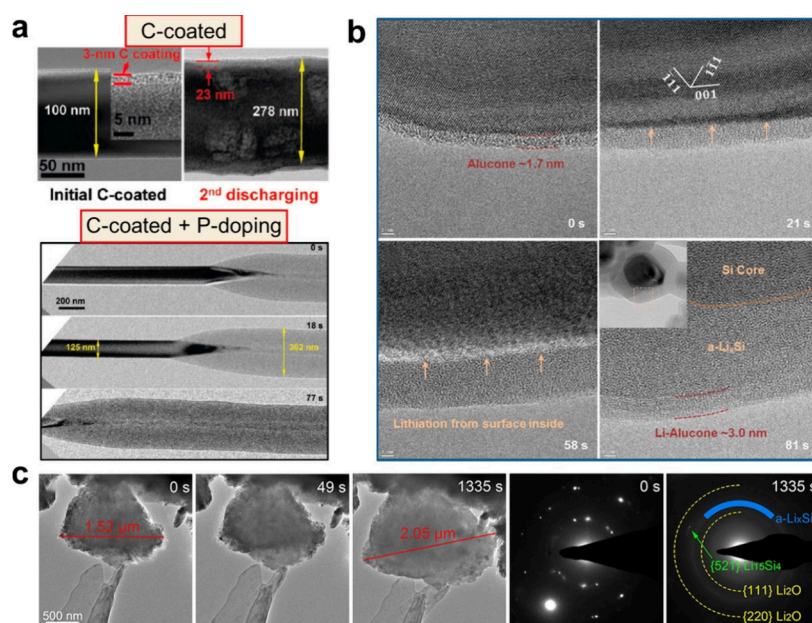 a
C-coated
3-nm C coating
100 nm
5 nm
50 nm
23 nm
278 nm
Initial C-coated
2nd discharging
C-coated + P-doping
0 s
200 nm
18 s
125 nm
362 nm
77 s
b
Alucone ~1.7 nm
0 s
111
111
001
21 s
Lithiation from surface inside
58 s
Si Core
a-LixSi
Li-Alucone ~3.0 nm
81 s
c
1.52 µm
500 nm
0 s
49 s
2.05 µm
1335 s
0 s
1335 s
a-LixSi
{521} Li15Si4
{111} Li2O
{220} Li2O